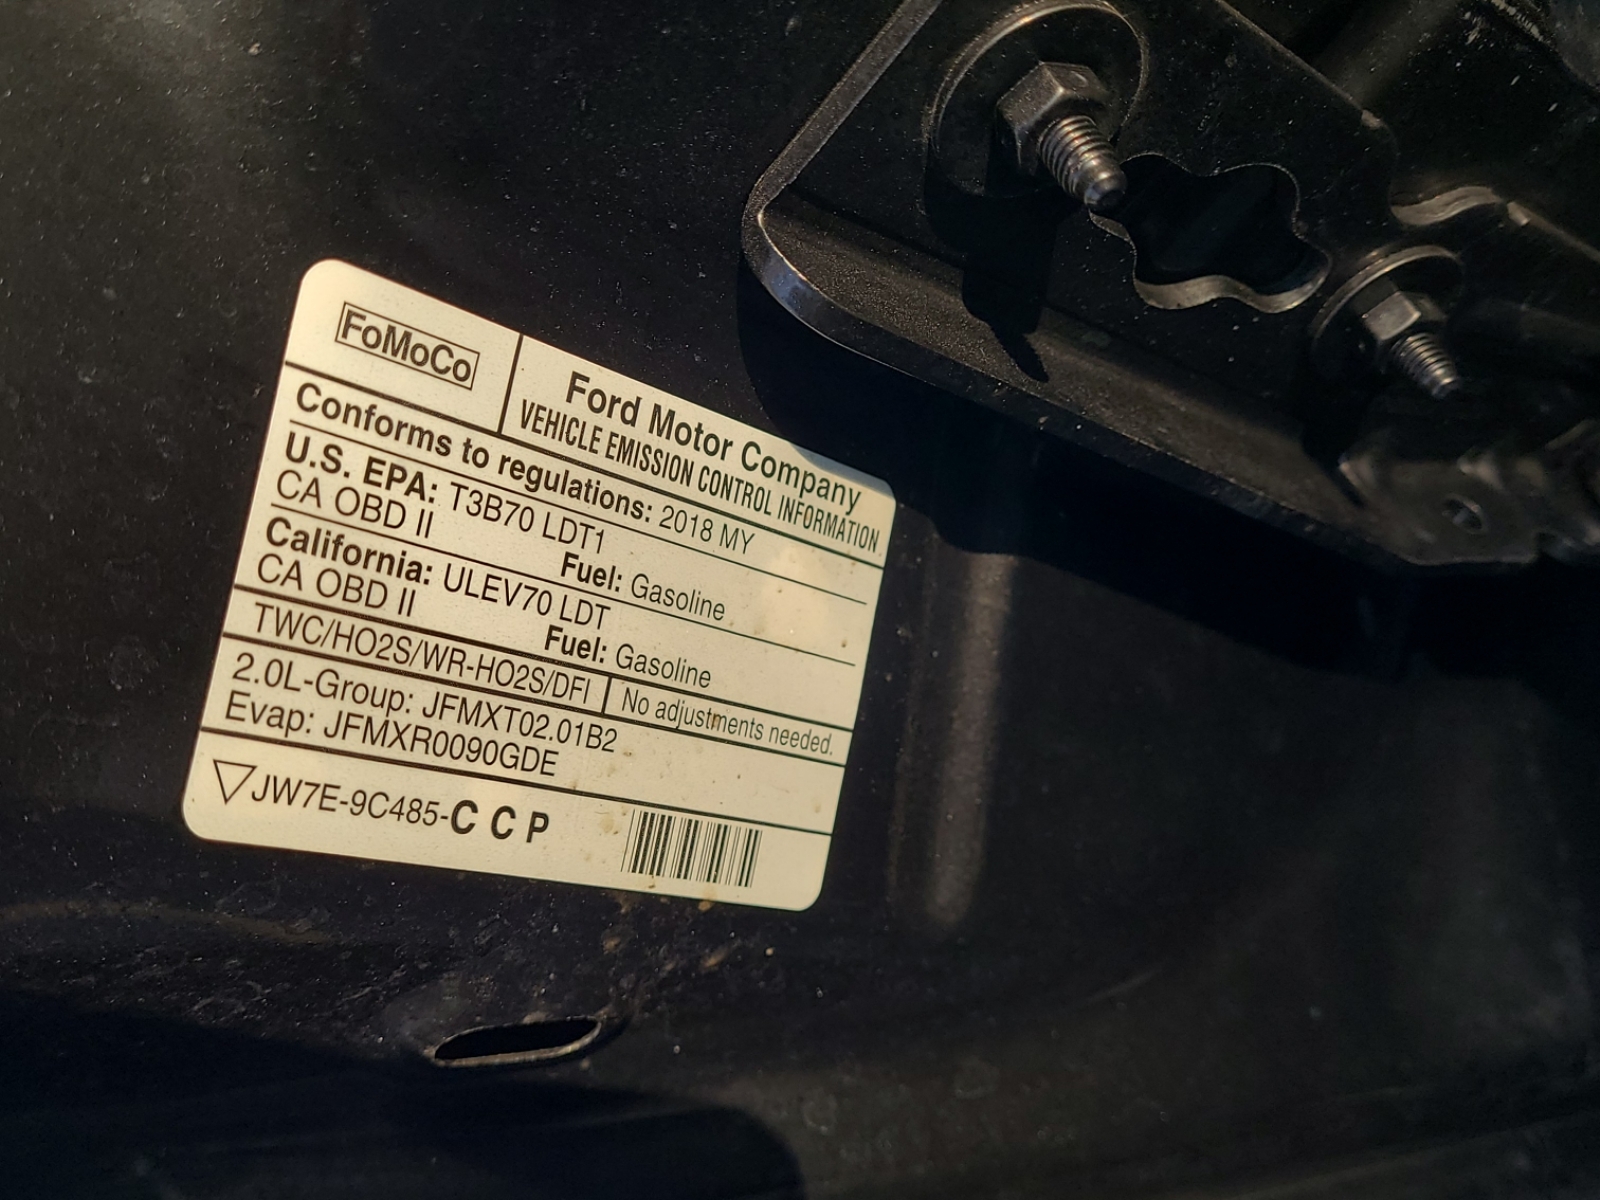 FoMoCo
Ford Motor Company
VEHICLE EMISSION CONTROL INFORMATION
Conforms to regulations: 2018 MY
U.S. EPA: T3B70 LDT1
CA OBD II Fuel: Gasoline
California: ULEV70 LDT
CA OBD II Fuel: Gasoline
TWC/HO2S/WR-HO2S/DFI No adjustments needed.
2.0L-Group: JFMXT02.01B2
Evap: JFMXR0090GDE
▽JW7E-9C485-C C P